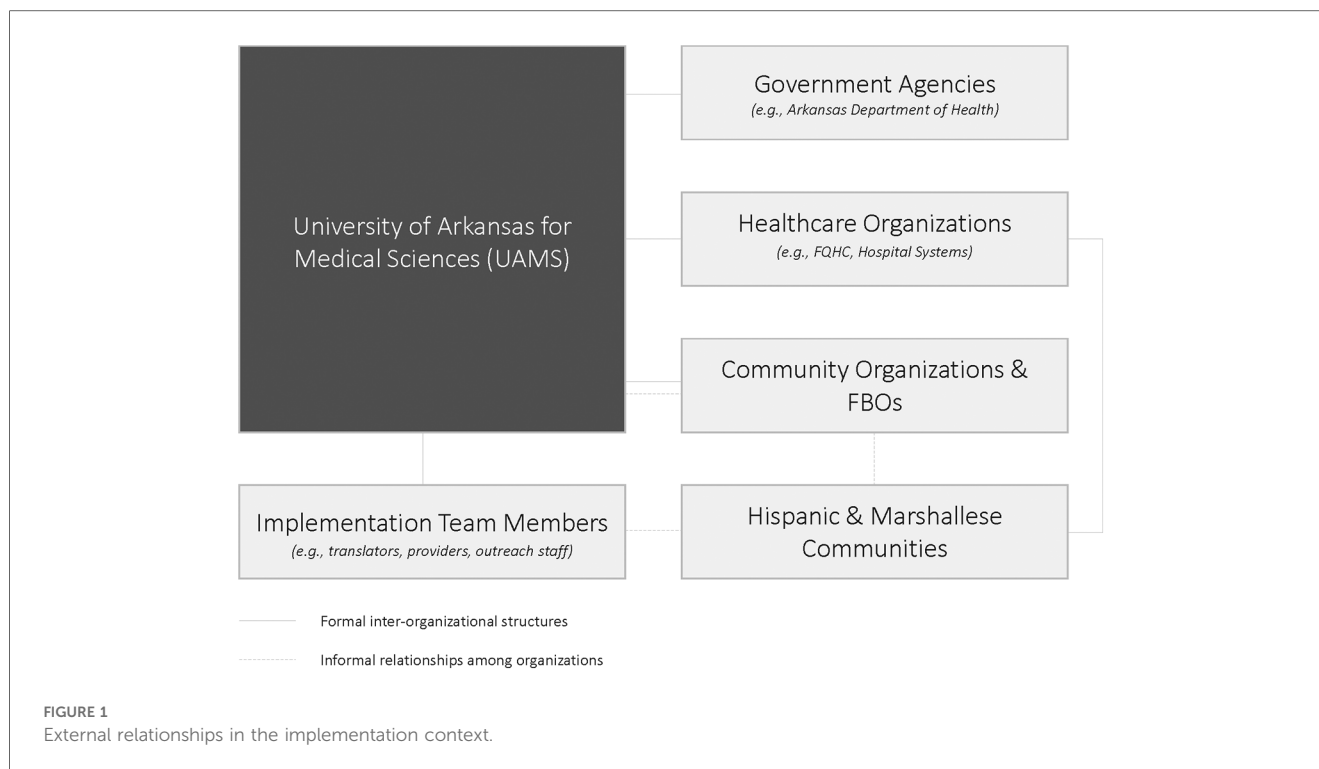 University of Arkansas for
Medical Sciences (UAMS)
Government Agencies
(e.g., Arkansas Department of Health)
Healthcare Organizations
(e.g., FQHC, Hospital Systems)
Community Organizations &
FBOs
Implementation Team Members
(e.g., translators, providers, outreach staff)
Hispanic & Marshallese
Communities
Formal inter-organizational structures
Informal relationships among organizations
FIGURE 1
External relationships in the implementation context.